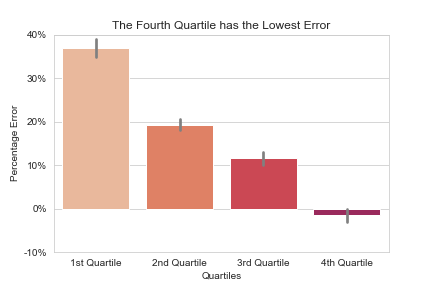 The Fourth Quartile has the Lowest Error
40%
30%
20%
10%
0%
-10%
Percentage Error
1st Quartile 2nd Quartile 3rd Quartile 4th Quartile
Quartiles